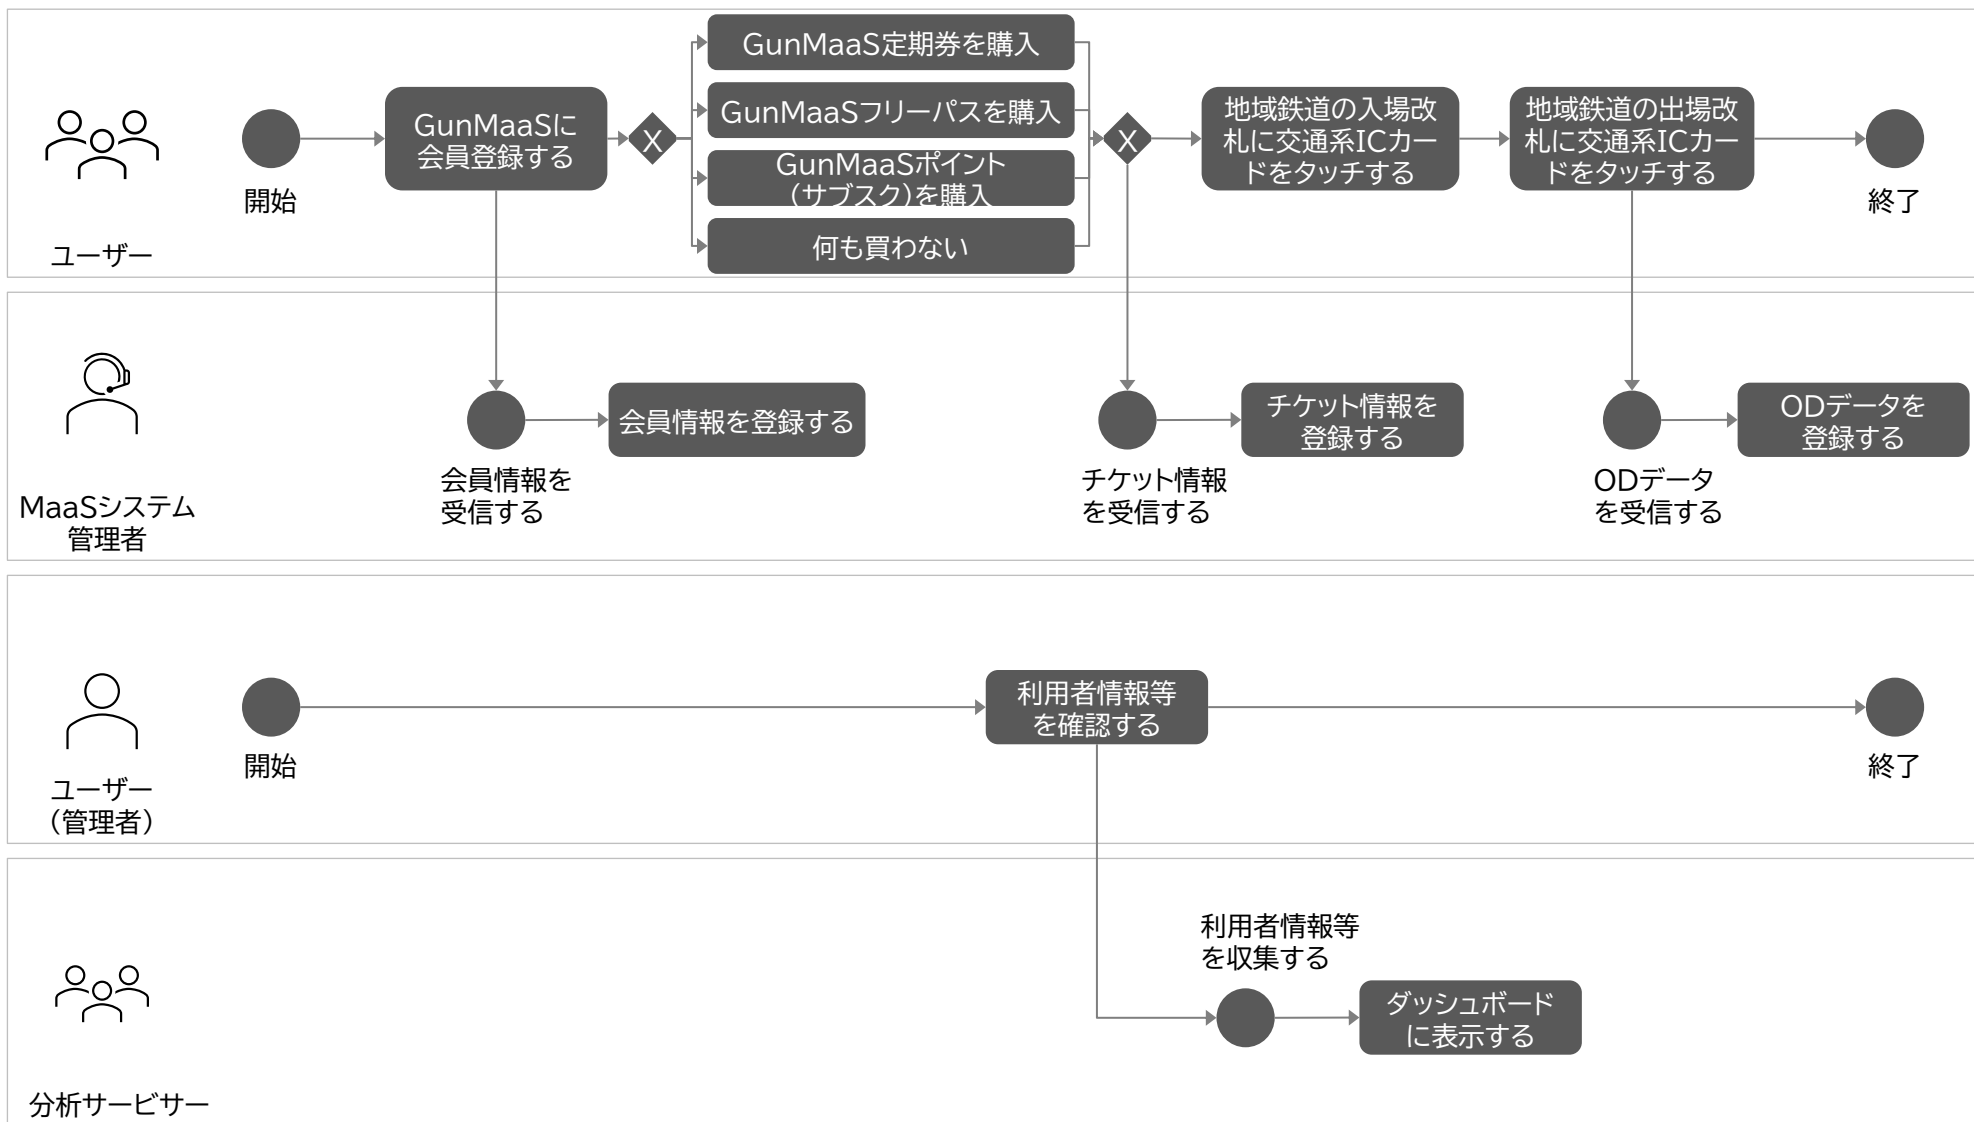 GunMaaS定期券を購入
GunMaaSフリーパスを購入
GunMaaSポイント
（サブスク）を購入
何も買わない
GunMaaSに
会員登録する
X
X
地域鉄道の入場改
札に交通系ICカー
ドをタッチする
地域鉄道の出場改
札に交通系ICカー
ドをタッチする
開始
終了
ユーザー
会員情報を登録する
チケット情報を
登録する
ODデータを
登録する
会員情報を
受信する
チケット情報
を受信する
ODデータ
を受信する
MaaSシステム
管理者
利用者情報等
を確認する
開始
終了
ユーザー
（管理者）
利用者情報等
を収集する
ダッシュボード
に表示する
分析サービサー